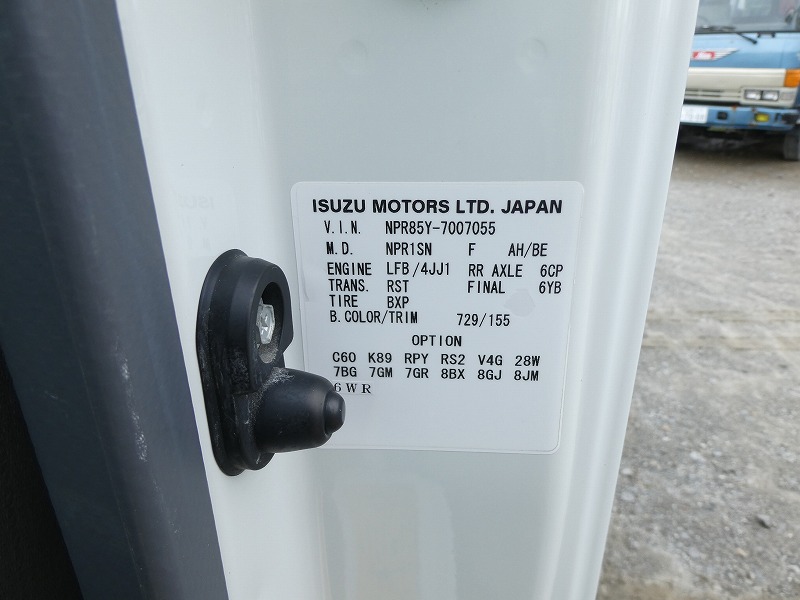 ISUZU MOTORS LTD. JAPAN
V.I.N. NPR85Y-7007055
M.D. NPR1SN F AH/BE
ENGINE LFB/4JJ1 RR AXLE 6CP
TRANS. RST FINAL 6YB
TIRE BXP
B.COLOR/TRIM 729/155
OPTION
C60 K89 RPY RS2 V4G 28W
7BG 7GM 7GR 8BX 8GJ 8JM
6WR